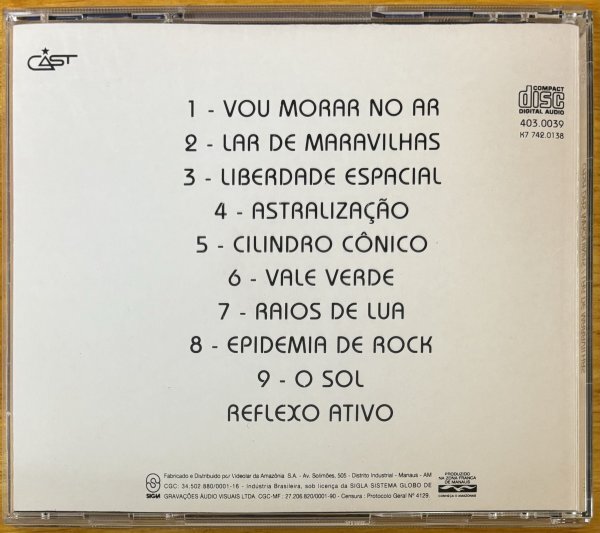 CAST
1 - VOU MORAR NO AR
2 - LAR DE MARAVILHAS
3 - LIBERDADE ESPACIAL
4 - ASTRALIZAÇÃO
5 - CILINDRO CÔNICO
6 - VALE VERDE
7 - RAIOS DE LUA
8 - EPIDEMIA DE ROCK
9 - O SOL
REFLEXO ATIVO
COMPACT
disc
DIGITAL AUDIO
403.0039
K7 742.0138
SIGLA
Fabricado e Distribuído por Videolar da Amazônia S.A. - Av. Solimões, 505 - Distrito Industrial - Manaus - AM
CGC: 34.502.880/0001-16 - Indústria Brasileira, sob licença da SIGLA SISTEMA GLOBO DE
GRAVAÇÕES ÁUDIO VISUAIS LTDA. CGC-MF: 27.206.820/0001-90 - Censura: Protocolo Geral Nº 4129.
PRODUZIDO
NA ZONA FRANCA
DE MANAUS
CONHEÇA O AMAZONAS